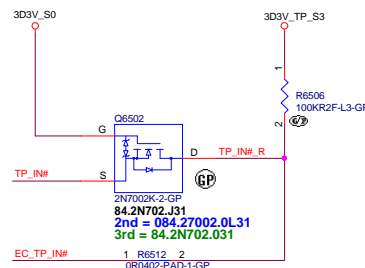 3D3V_S0
3D3V_TP_S3
1
R6506
100KR2F-L3-GP
2
GP
Q6502
G
D
TP_IN#_R
TP_IN#
S
GP
2N7002K-2-GP
84.2N702.J31
2nd = 084.27002.0L31
3rd = 84.2N702.031
EC_TP_IN#
1 R6512 2
0R0402-PAD-1-GP